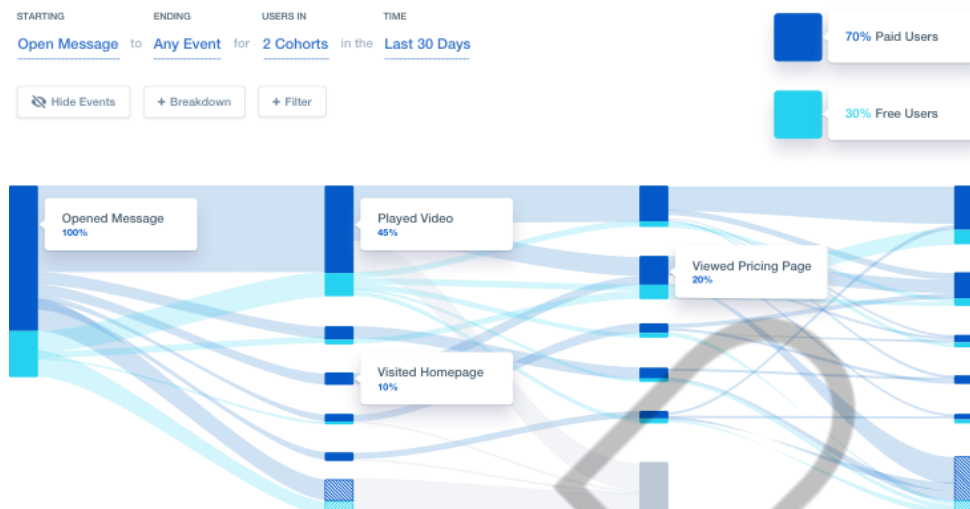 STARTING ENDING USERS IN TIME
Open Message to Any Event for 2 Cohorts in the Last 30 Days
Hide Events + Breakdown + Filter
70% Paid Users
30% Free Users
Opened Message
100%
Played Video
45%
Viewed Pricing Page
20%
Visited Homepage
10%